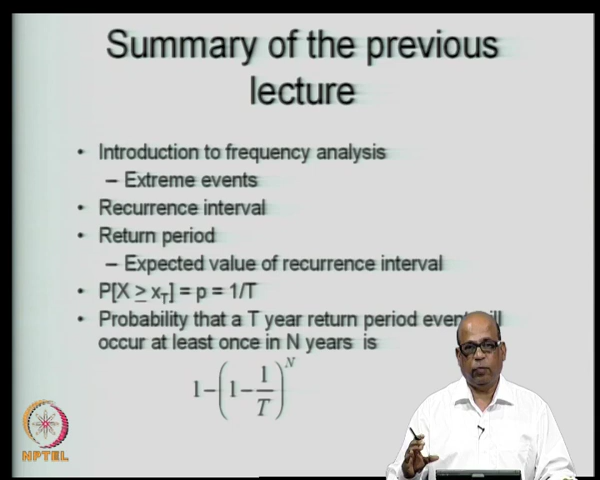 Summary of the previous
lecture
• Introduction to frequency analysis
– Extreme events
• Recurrence interval
• Return period
– Expected value of recurrence interval
• P[X ≥ x_T] = p = 1/T
• Probability that a T year return period event will
occur at least once in N years is
1-(1-1/T)^N
NPTEL